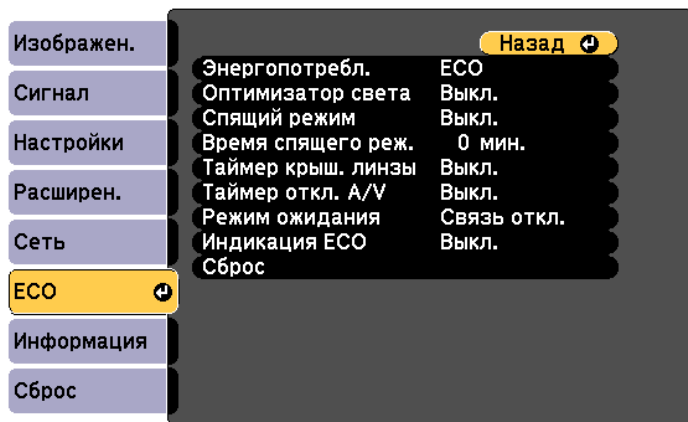 Изображен.
Сигнал
Настройки
Расширен.
Сеть
ECO
Информация
Сброс
Назад
Энергопотребл. ECO
Оптимизатор света Выкл.
Спящий режим Выкл.
Время спящего реж. 0 мин.
Таймер крыш. линзы Выкл.
Таймер откл. A/V Выкл.
Режим ожидания Связь откл.
Индикация ECO Выкл.
Сброс